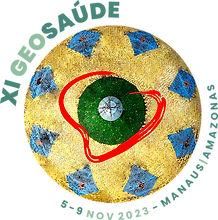 XI GEOSAÚDE
5-9 NOV 2023 - MANAUS|AMAZONAS